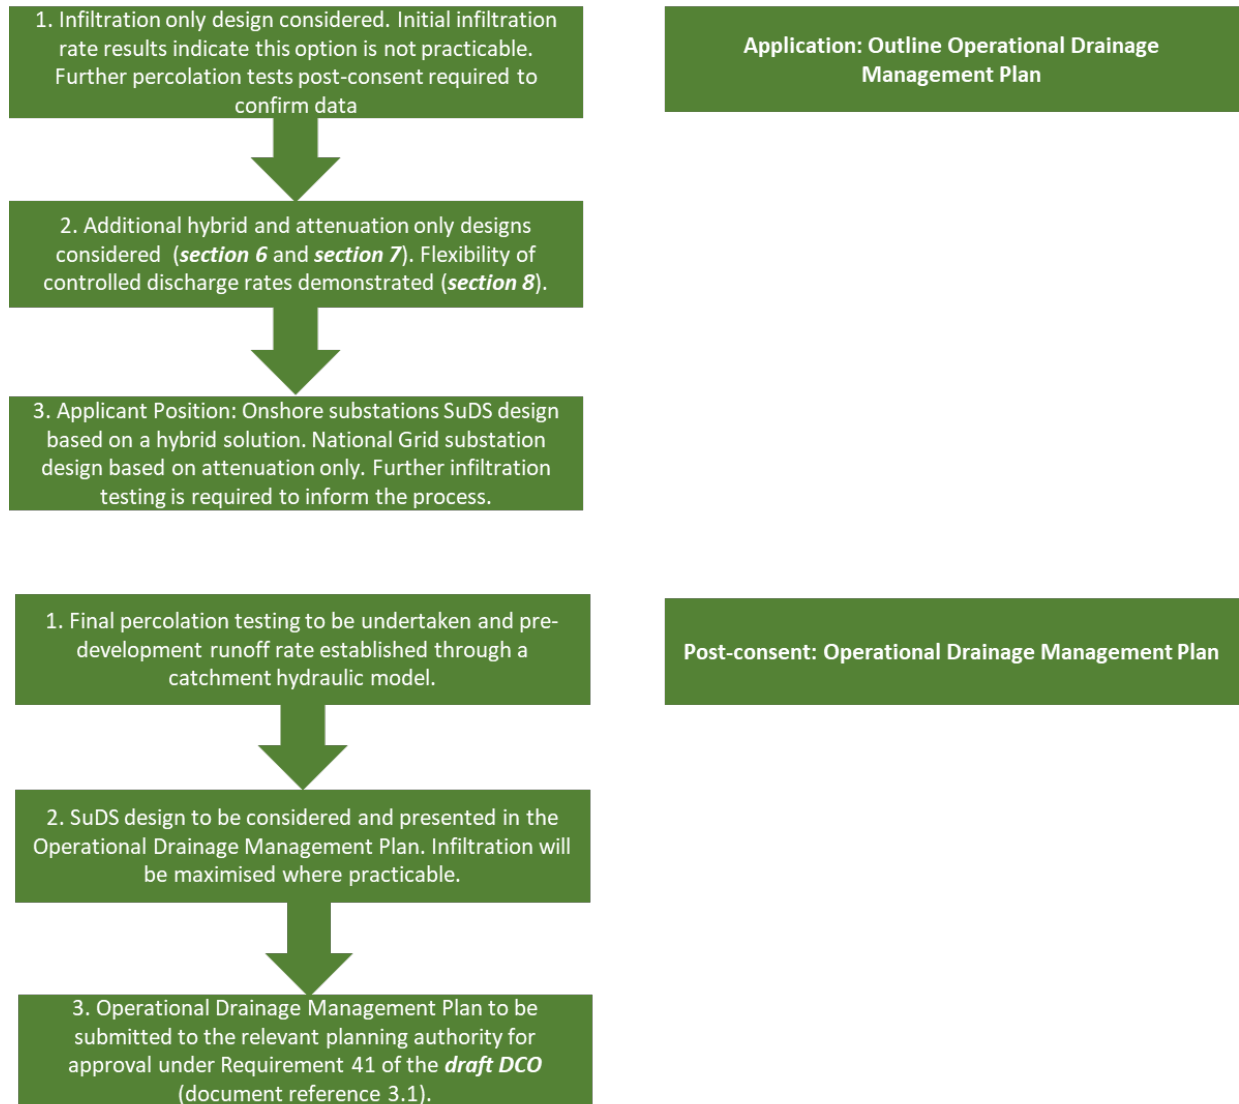 1. Infiltration only design considered. Initial infiltration
rate results indicate this option is not practicable.
Further percolation tests post-consent required to
confirm data
Application: Outline Operational Drainage
Management Plan
2. Additional hybrid and attenuation only designs
considered (section 6 and section 7). Flexibility of
controlled discharge rates demonstrated (section 8).
3. Applicant Position: Onshore substations SuDS design
based on a hybrid solution. National Grid substation
design based on attenuation only. Further infiltration
testing is required to inform the process.
1. Final percolation testing to be undertaken and pre-
development runoff rate established through a
catchment hydraulic model.
Post-consent: Operational Drainage Management Plan
2. SuDS design to be considered and presented in the
Operational Drainage Management Plan. Infiltration will
be maximised where practicable.
3. Operational Drainage Management Plan to be
submitted to the relevant planning authority for
approval under Requirement 41 of the draft DCO
(document reference 3.1).